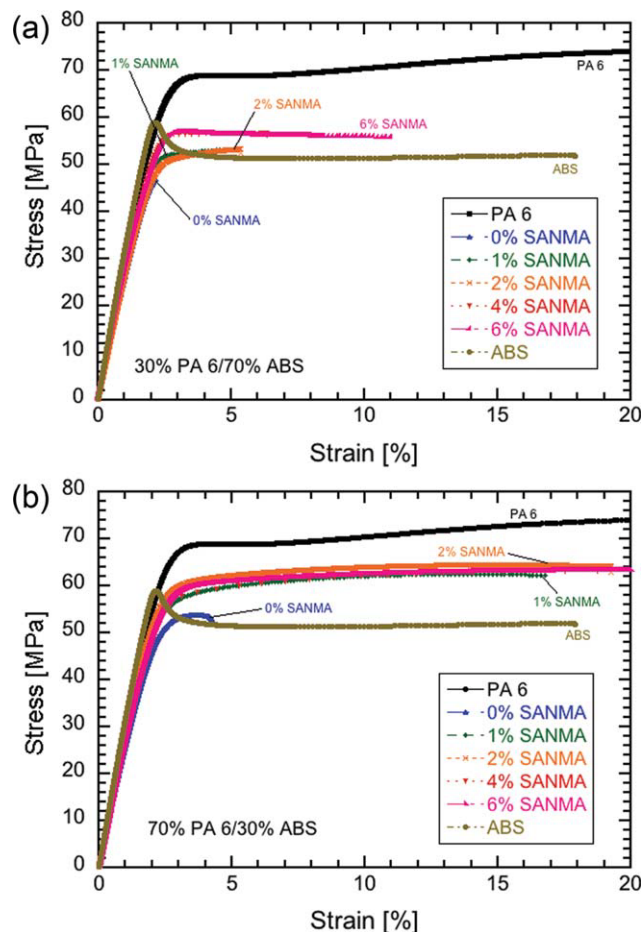 (a)
80
70
60
50
40
30
20
10
0
Stress [MPa]
1% SANMA
PA 6
2% SANMA
6% SANMA
ABS
0% SANMA
PA 6
0% SANMA
1% SANMA
2% SANMA
4% SANMA
6% SANMA
ABS
30% PA 6/70% ABS
0 5 10 15 20
Strain [%]
(b)
80
70
60
50
40
30
20
10
0
Stress [MPa]
PA 6
2% SANMA
0% SANMA
1% SANMA
ABS
PA 6
0% SANMA
1% SANMA
2% SANMA
4% SANMA
6% SANMA
ABS
70% PA 6/30% ABS
0 5 10 15 20
Strain [%]